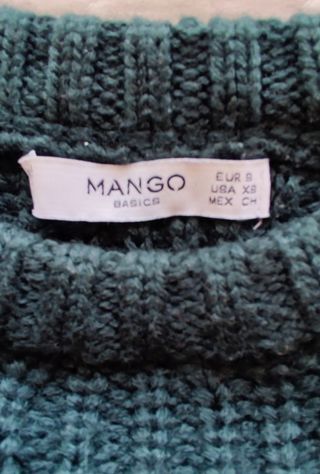 MANGO
BASICS
EUR S
USA XS
MEX CH